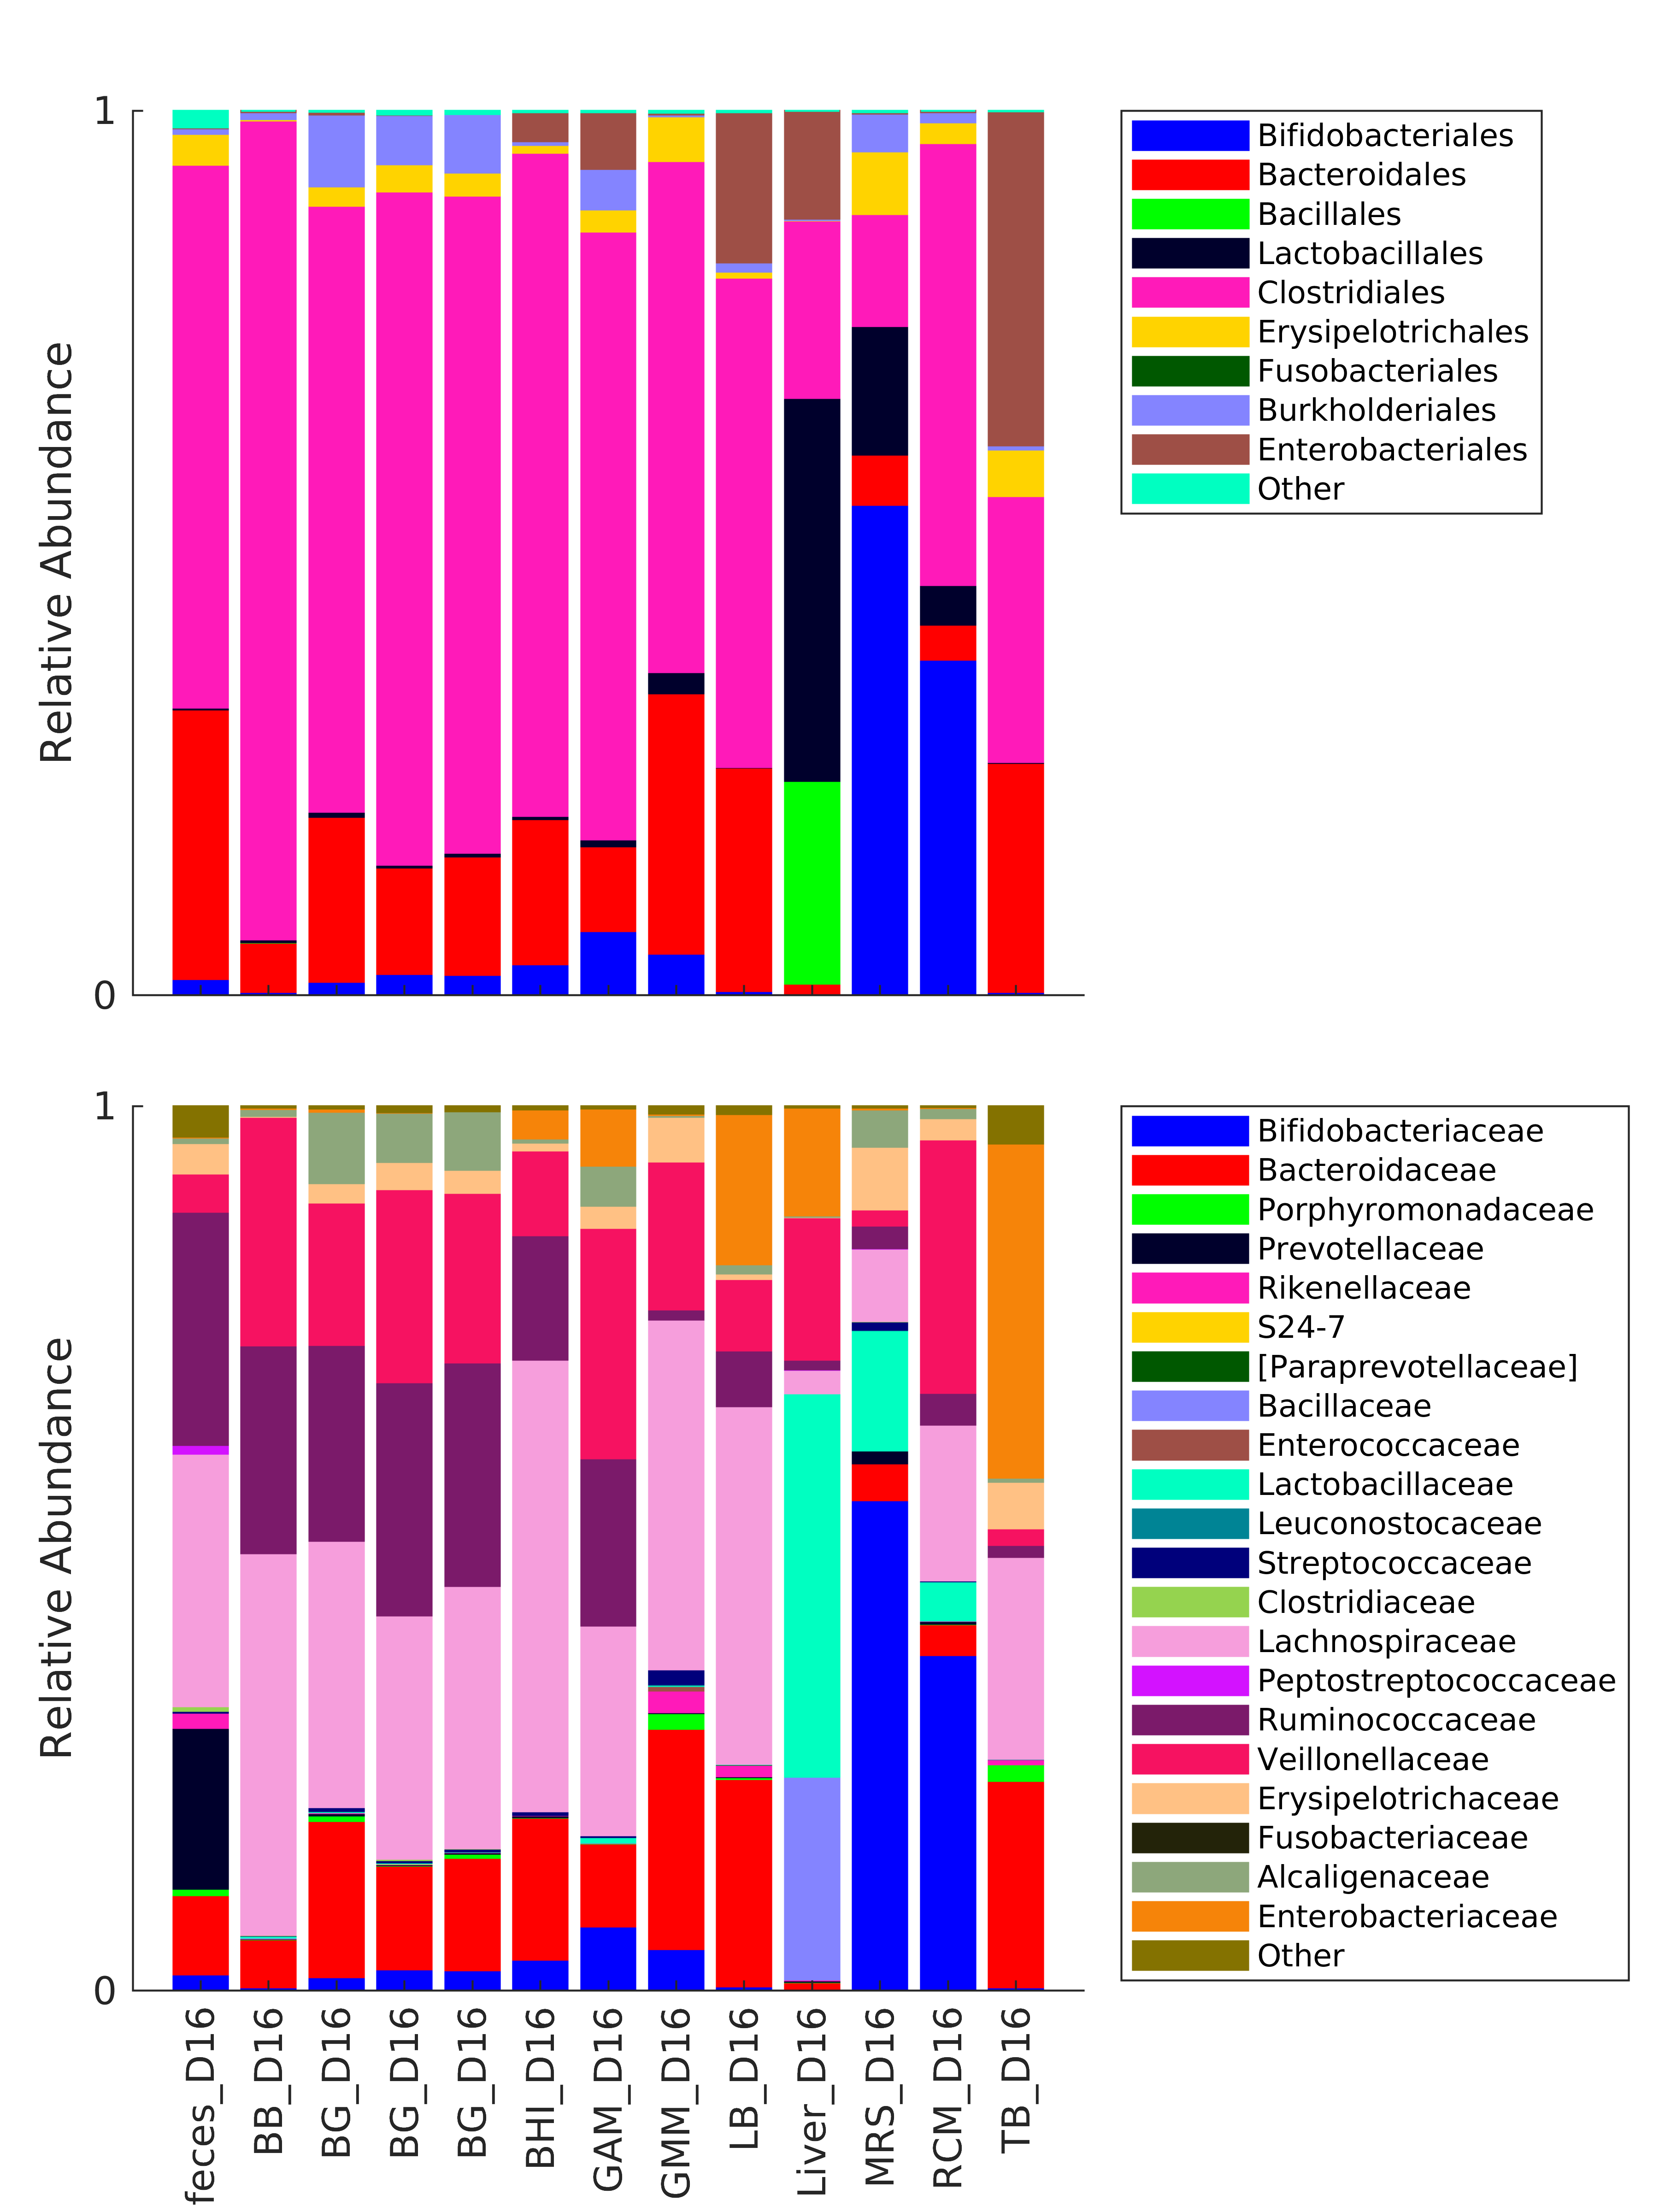 1
0
Relative Abundance
Bifidobacteriales
Bacteroidales
Bacillales
Lactobacillales
Clostridiales
Erysipelotrichales
Fusobacteriales
Burkholderiales
Enterobacteriales
Other
1
0
Relative Abundance
Bifidobacteriaceae
Bacteroidaceae
Porphyromonadaceae
Prevotellaceae
Rikenellaceae
S24-7
[Paraprevotellaceae]
Bacillaceae
Enterococcaceae
Lactobacillaceae
Leuconostocaceae
Streptococcaceae
Clostridiaceae
Lachnospiraceae
Peptostreptococcaceae
Ruminococcaceae
Veillonellaceae
Erysipelotrichaceae
Fusobacteriaceae
Alcaligenaceae
Enterobacteriaceae
Other
feces_D16
BB_D16
BG_D16
BG_D16
BG_D16
BHI_D16
GAM_D16
GMM_D16
LB_D16
Liver_D16
MRS_D16
RCM_D16
TB_D16